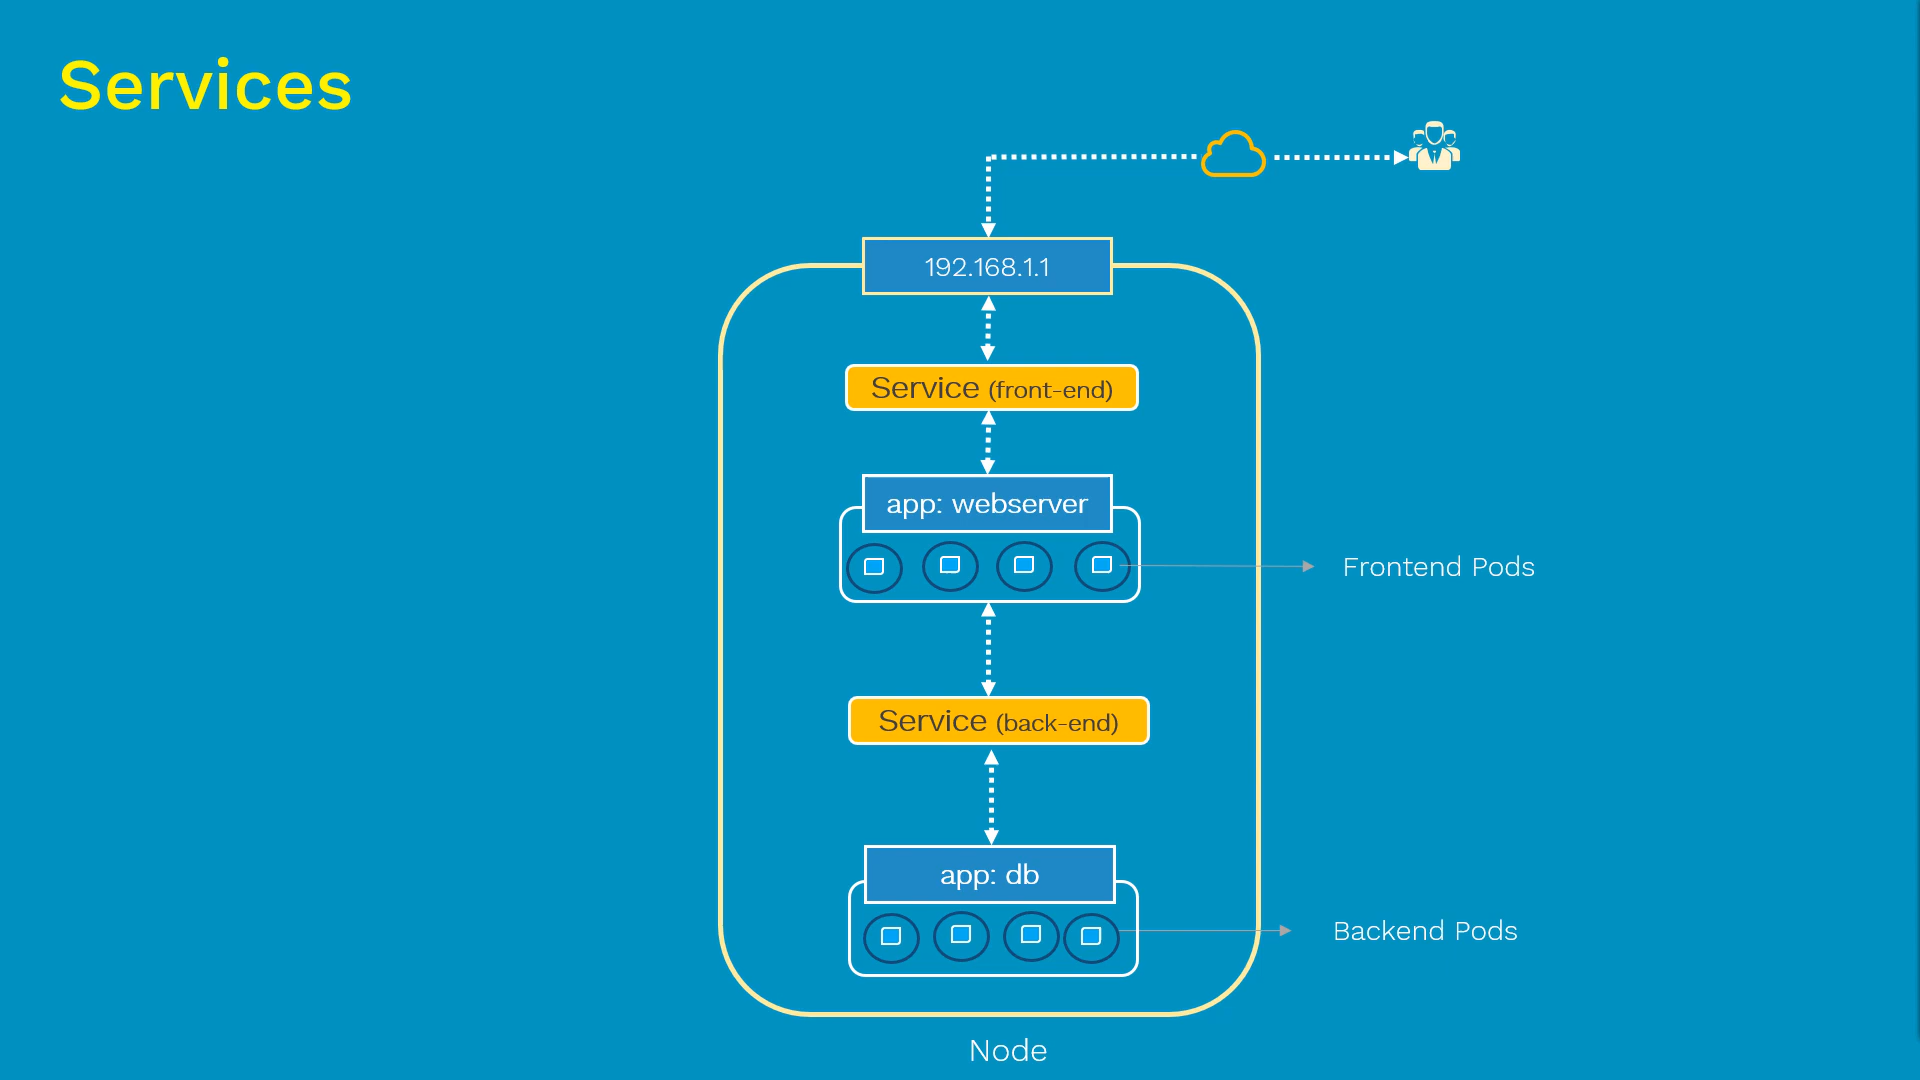 Services
192.168.1.1
Service (front-end)
app: webserver
Frontend Pods
Service (back-end)
app: db
Backend Pods
Node